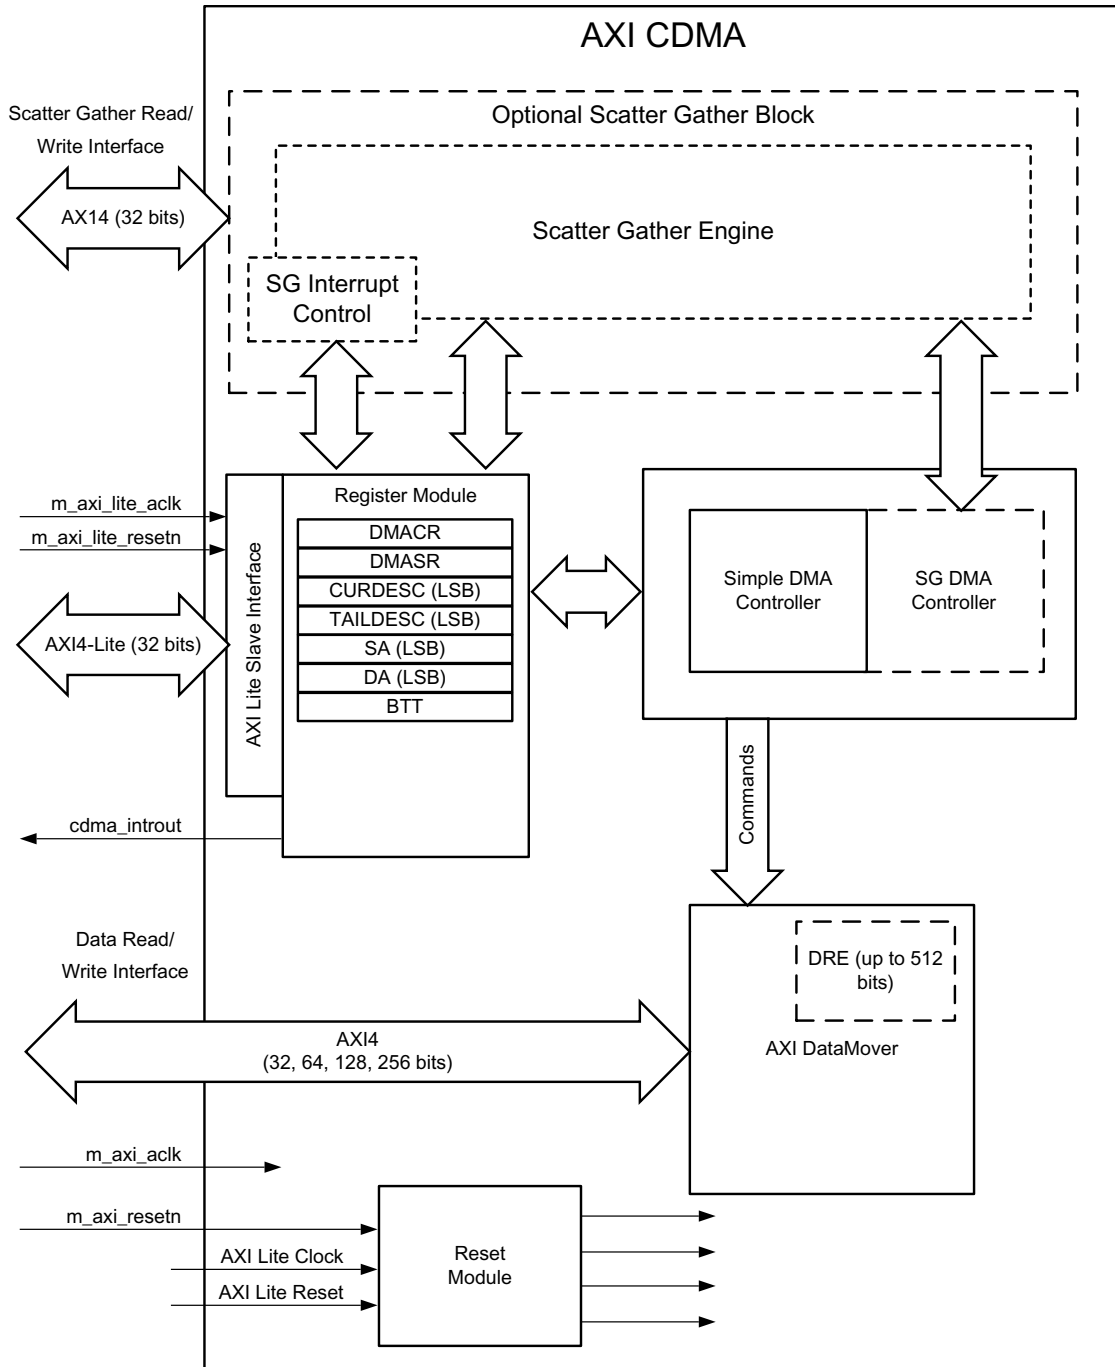 AXI CDMA
Scatter Gather Read/
Write Interface
Optional Scatter Gather Block
AX14 (32 bits)
Scatter Gather Engine
SG Interrupt
Control
m_axi_lite_aclk
m_axi_lite_resetn
AXI4-Lite (32 bits)
AXI Lite Slave Interface
Register Module
DMACR
DMASR
CURDESC (LSB)
TAILDESC (LSB)
SA (LSB)
DA (LSB)
BTT
Simple DMA
Controller
SG DMA
Controller
cdma_introut
Commands
Data Read/
Write Interface
DRE (up to 512
bits)
AXI4
(32, 64, 128, 256 bits)
AXI DataMover
m_axi_aclk
m_axi_resetn
AXI Lite Clock
AXI Lite Reset
Reset
Module